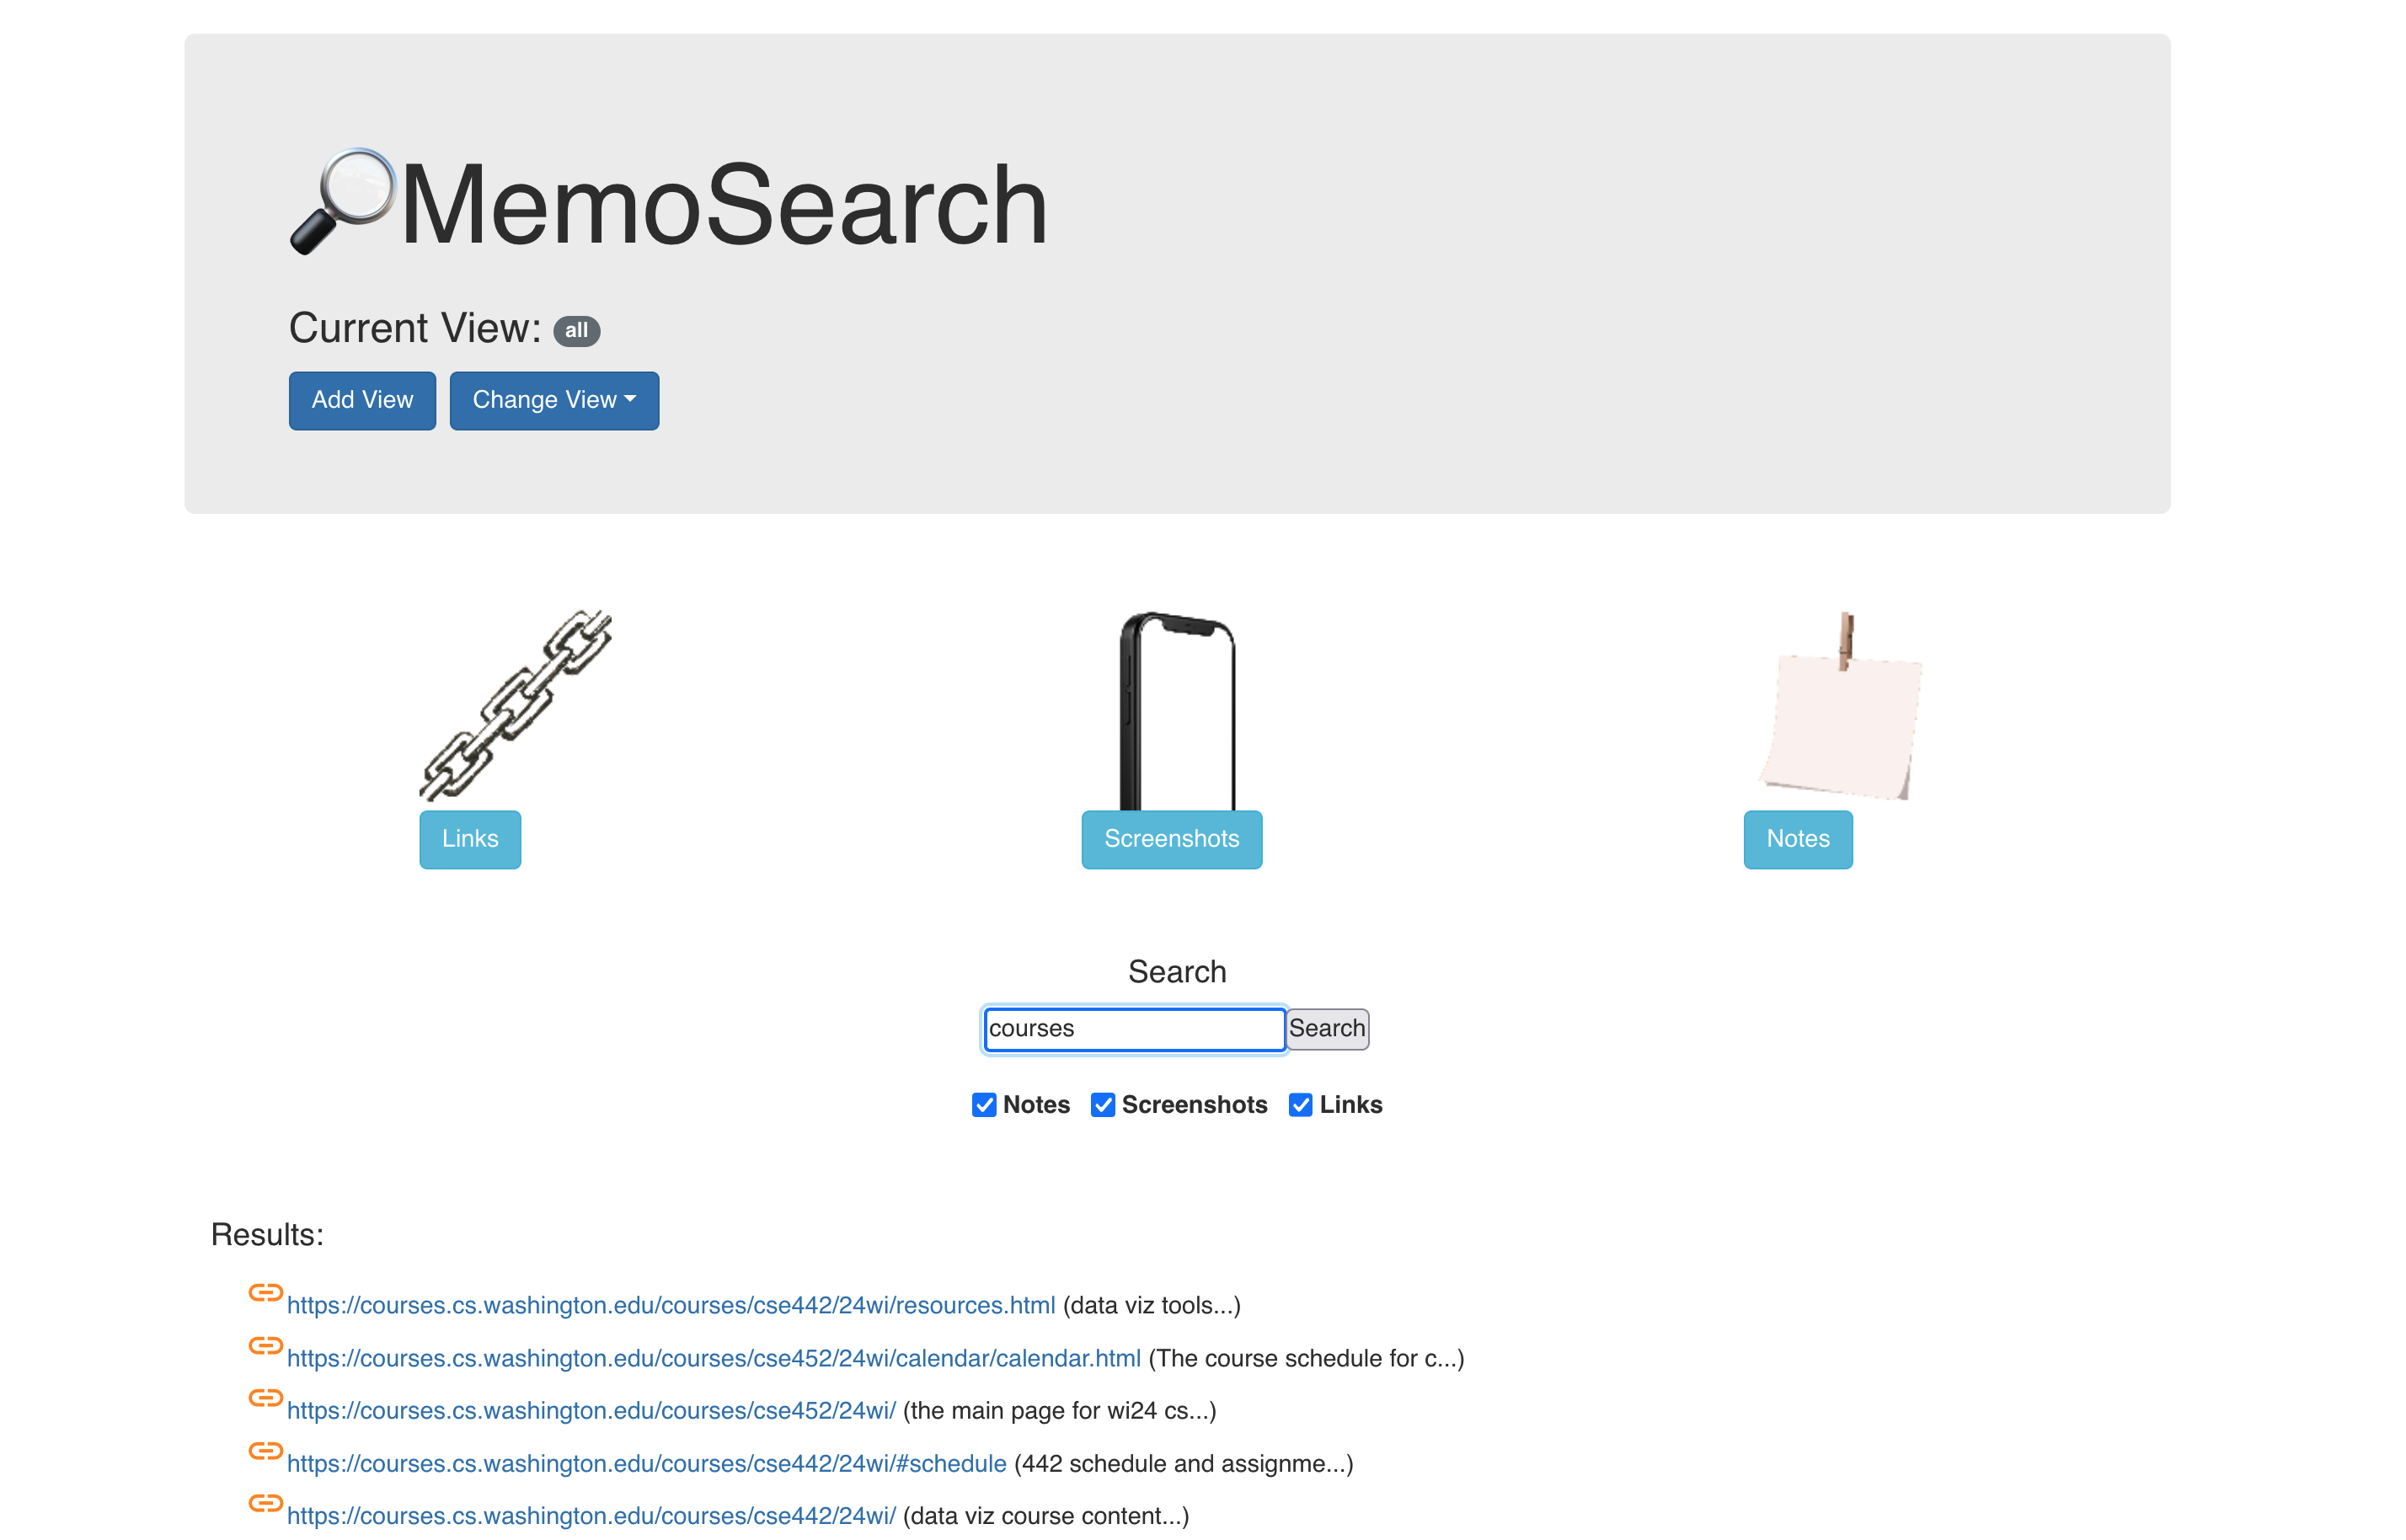 MemoSearch
Current View: all
Add View Change View
Links Screenshots Notes
Search
courses Search
Notes Screenshots Links
Results:
https://courses.cs.washington.edu/courses/cse442/24wi/resources.html (data viz tools...)
https://courses.cs.washington.edu/courses/cse452/24wi/calendar/calendar.html (The course schedule for c...)
https://courses.cs.washington.edu/courses/cse452/24wi/ (the main page for wi24 cs...)
https://courses.cs.washington.edu/courses/cse442/24wi/#schedule (442 schedule and assignme...)
https://courses.cs.washington.edu/courses/cse442/24wi/ (data viz course content...)